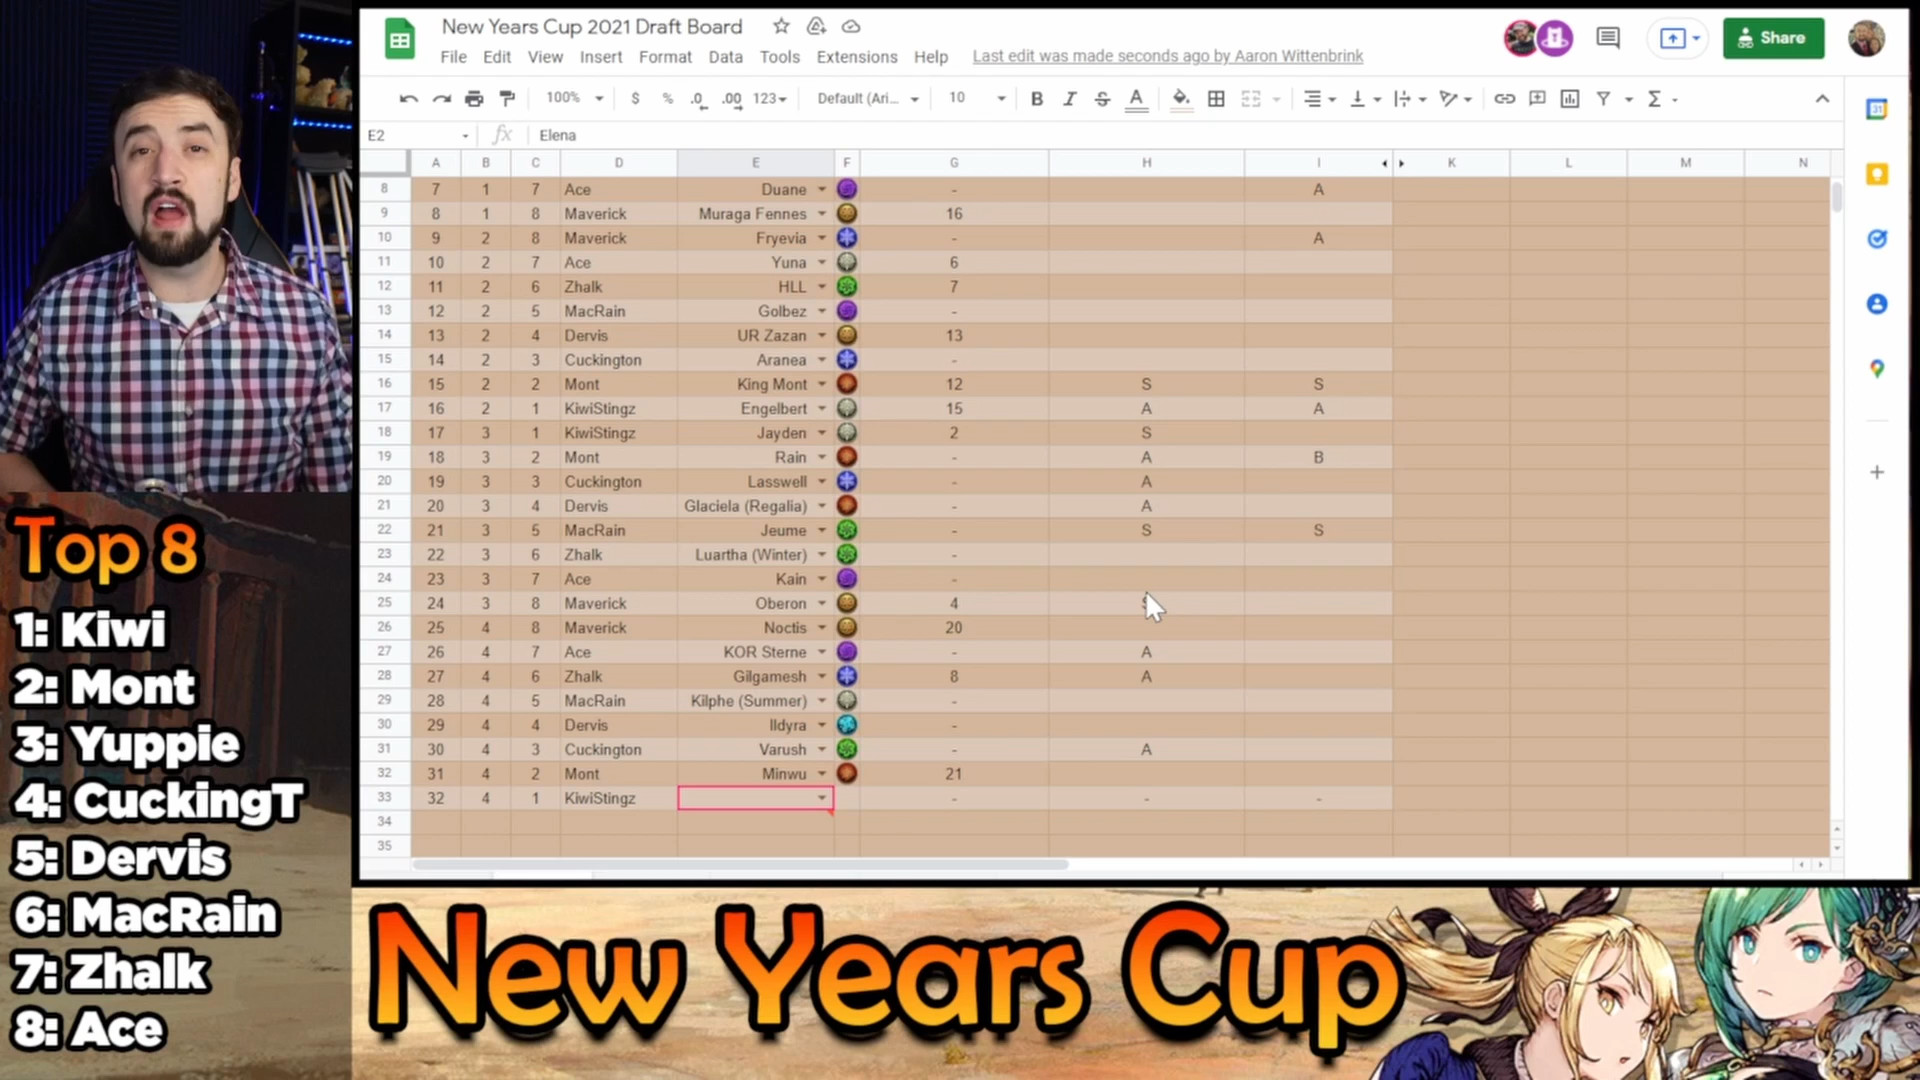 New Years Cup 2021 Draft Board
File Edit View Insert Format Data Tools Extensions Help Last edit was made seconds ago by Aaron Wittenbrink
Share
100% $ % .0 .00 123 Default (Ari... 10 B I S A
E2 fx Elena
A B C D E F G H I K L M N
8 7 1 7 Ace Duane - A
9 8 1 8 Maverick Muraga Fennes 16
10 9 2 8 Maverick Fryevia - A
11 10 2 7 Ace Yuna 6
12 11 2 6 Zhalk HLL 7
13 12 2 5 MacRain Golbez -
14 13 2 4 Dervis UR Zazan 13
15 14 2 3 Cuckington Aranea -
16 15 2 2 Mont King Mont 12 S S
17 16 2 1 KiwiStingz Engelbert 15 A A
18 17 3 1 KiwiStingz Jayden 2 S
19 18 3 2 Mont Rain - A B
20 19 3 3 Cuckington Lasswell - A
21 20 3 4 Dervis Glaciela (Regalia) - A
22 21 3 5 MacRain Jeume - S S
23 22 3 6 Zhalk Luartha (Winter) -
24 23 3 7 Ace Kain -
25 24 3 8 Maverick Oberon 4
26 25 4 8 Maverick Noctis 20
27 26 4 7 Ace KOR Sterne - A
28 27 4 6 Zhalk Gilgamesh 8 A
29 28 4 5 MacRain Kilphe (Summer) -
30 29 4 4 Dervis Ildyra -
31 30 4 3 Cuckington Varush - A
32 31 4 2 Mont Minwu 21
33 32 4 1 KiwiStingz - - -
34
35
Top 8
1: Kiwi
2: Mont
3: Yuppie
4: CuckingT
5: Dervis
6: MacRain
7: Zhalk
8: Ace
New Years Cup